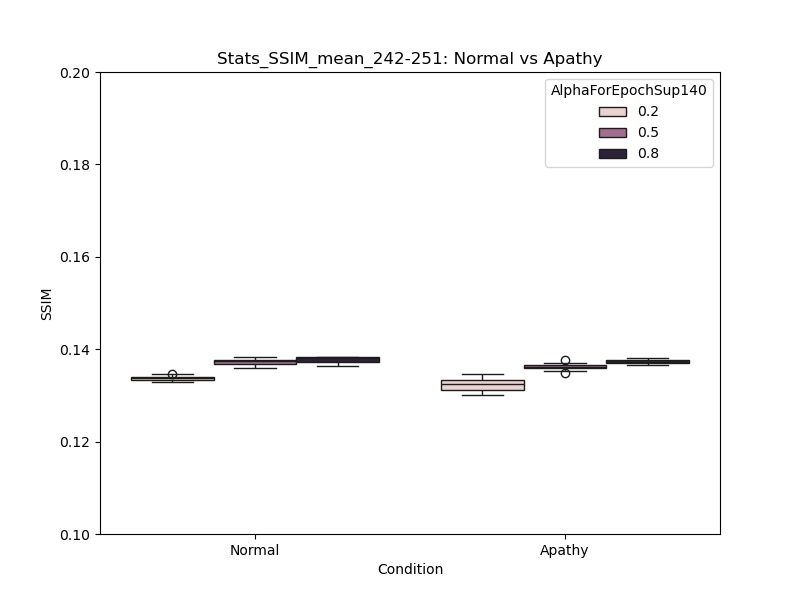 Stats_SSIM_mean_242-251: Normal vs Apathy
AlphaForEpochSup140
0.2
0.5
0.8
0.20
0.18
0.16
0.14
0.12
0.10
SSIM
Normal
Apathy
Condition